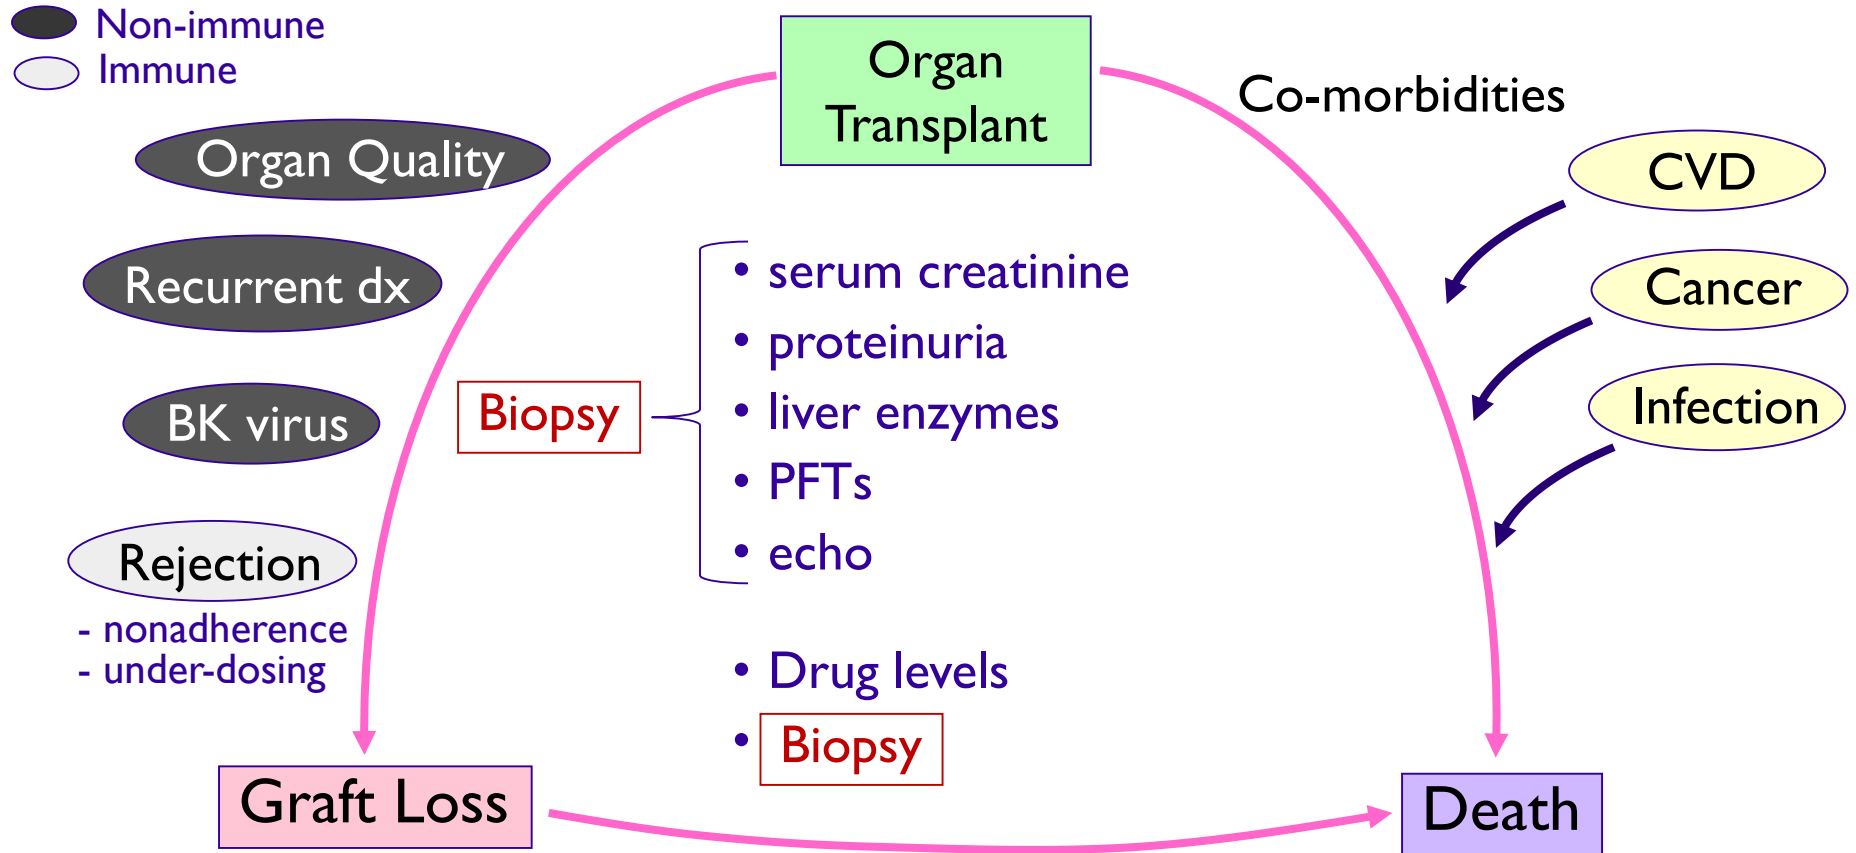 Non-immune
Immune
Organ
Transplant
Co-morbidities
Organ Quality
Recurrent dx
BK virus
Rejection
- nonadherence
- under-dosing
Biopsy
• serum creatinine
• proteinuria
• liver enzymes
• PFTs
• echo
• Drug levels
• Biopsy
CVD
Cancer
Infection
Graft Loss
Death